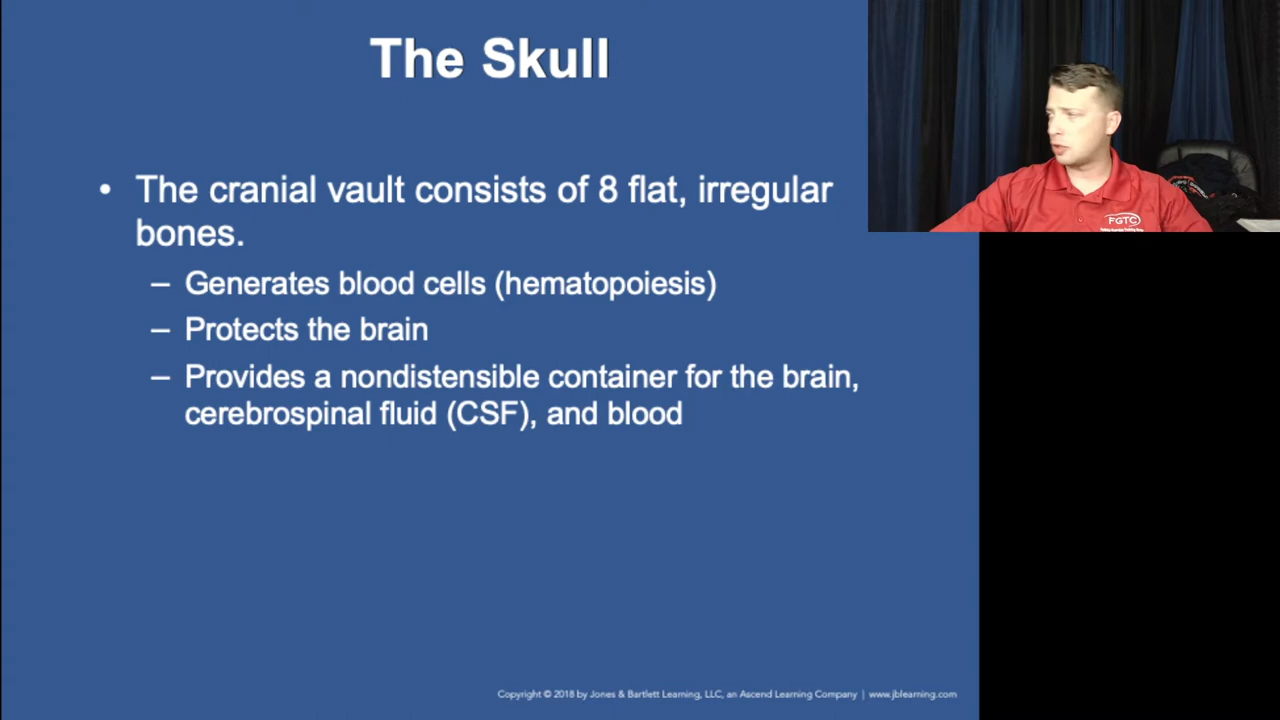 The Skull
• The cranial vault consists of 8 flat, irregular
bones.
– Generates blood cells (hematopoiesis)
– Protects the brain
– Provides a nondistensible container for the brain,
cerebrospinal fluid (CSF), and blood
FGTC
Copyright © 2018 by Jones & Bartlett Learning, LLC, an Ascend Learning Company | www.jblearning.com